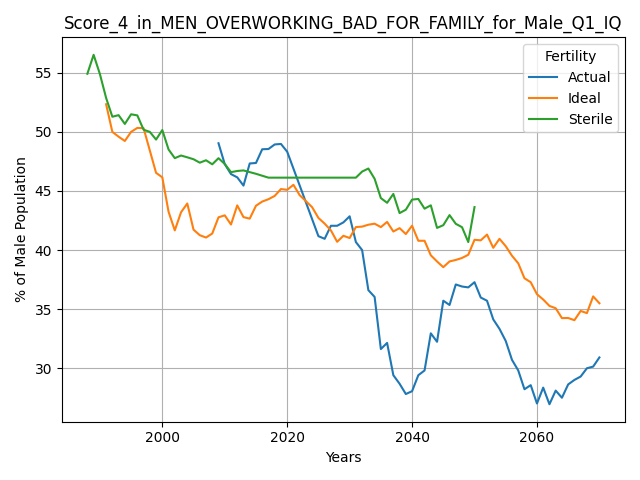 Score_4_in_MEN_OVERWORKING_BAD_FOR_FAMILY_for_Male_Q1_IQ
Fertility
Actual
Ideal
Sterile
% of Male Population
55
50
45
40
35
30
2000
2020
2040
2060
Years